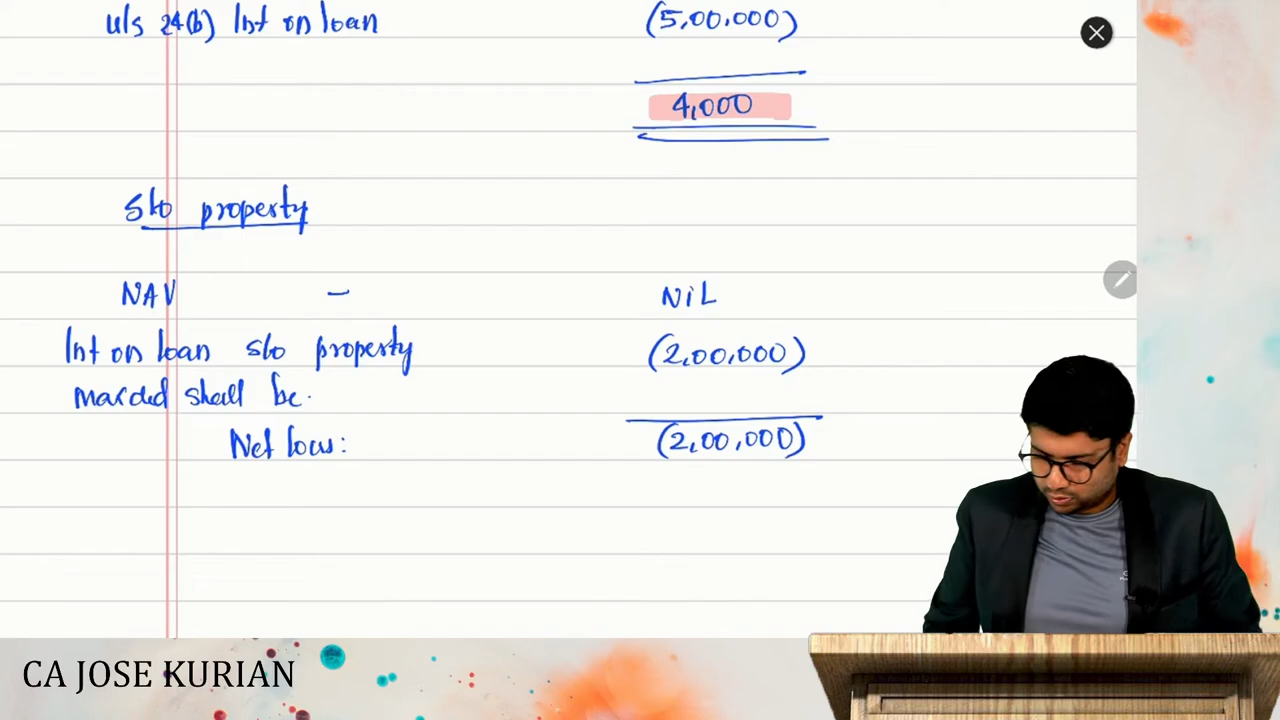 u/s 24(b) Int on loan (5,00,000)
4,000
S/o property
NAV - NiL
Int on loan S/o property (2,00,000)
shall be.
Net loss: (2,00,000)
CA JOSE KURIAN